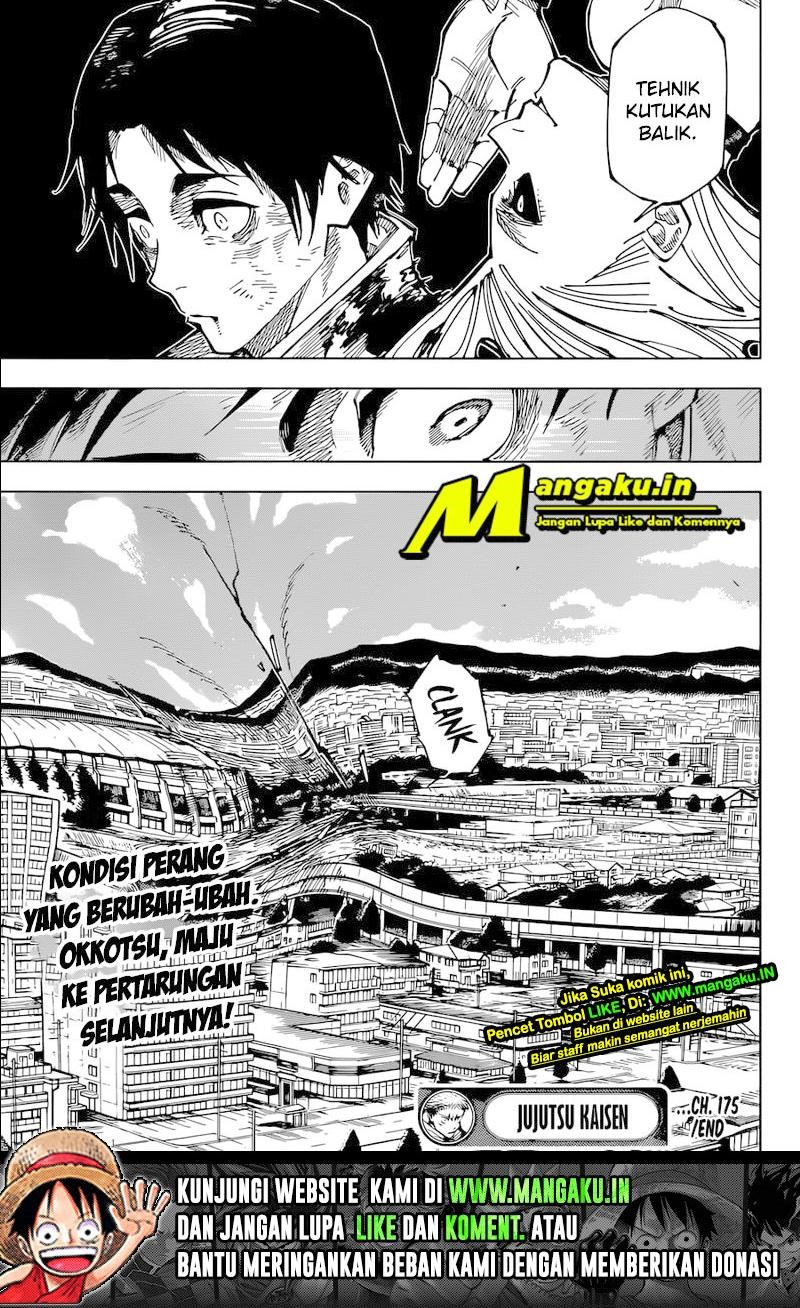 TEHNIK
KUTUKAN
BALIK.
Mangaku.in
Jangan Lupa Like dan Komennya
CLANK
KONDISI PERANG
YANG BERUBAH-UBAH.
OKKOTSU, MAJU
KE PERTARUNGAN
SELANJUTNYA!
Jika Suka komik ini,
Pencet Tombol LIKE, Di; WWW.mangaku.IN
Bukan di website lain
Biar staff makin semangat nerjemahin
JUJUTSU KAISEN
....CH. 175
/END
KUNJUNGI WEBSITE KAMI DI WWW.MANGAKU.IN
DAN JANGAN LUPA LIKE DAN KOMENT. ATAU
BANTU MERINGANKAN BEBAN KAMI DENGAN MEMBERIKAN DONASI